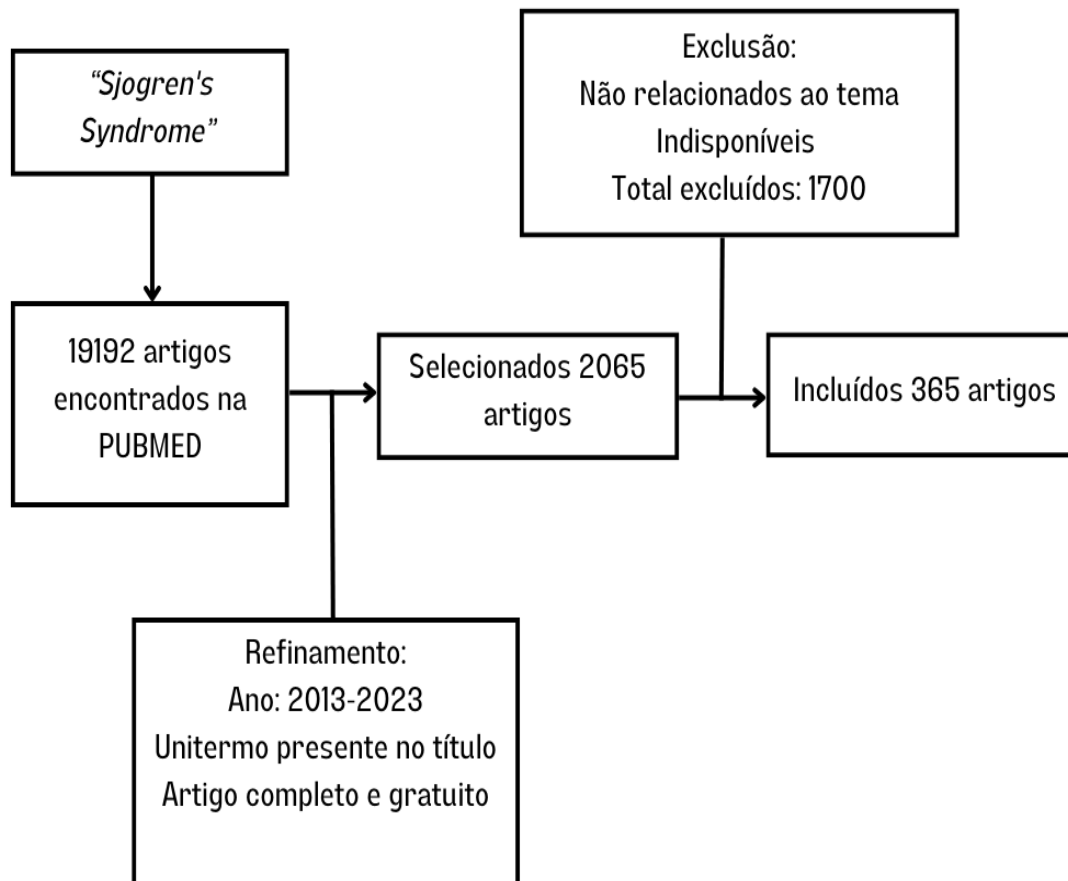 “Sjogren's
Syndrome”
19192 artigos
encontrados na
PUBMED
Refinamento:
Ano: 2013-2023
Unitermo presente no título
Artigo completo e gratuito
Selecionados 2065
artigos
Exclusão:
Não relacionados ao tema
Indisponíveis
Total excluídos: 1700
Incluídos 365 artigos